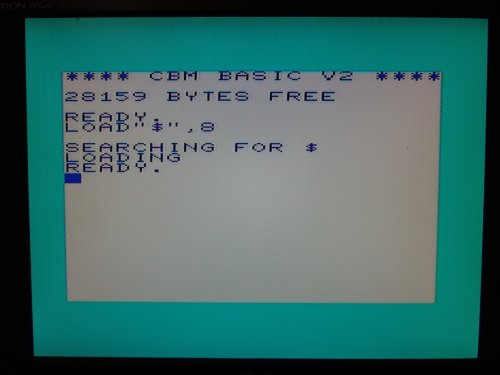 **** CBM BASIC V2 ****
28159 BYTES FREE
READY.
LOAD"$",8
SEARCHING FOR $
LOADING
READY.